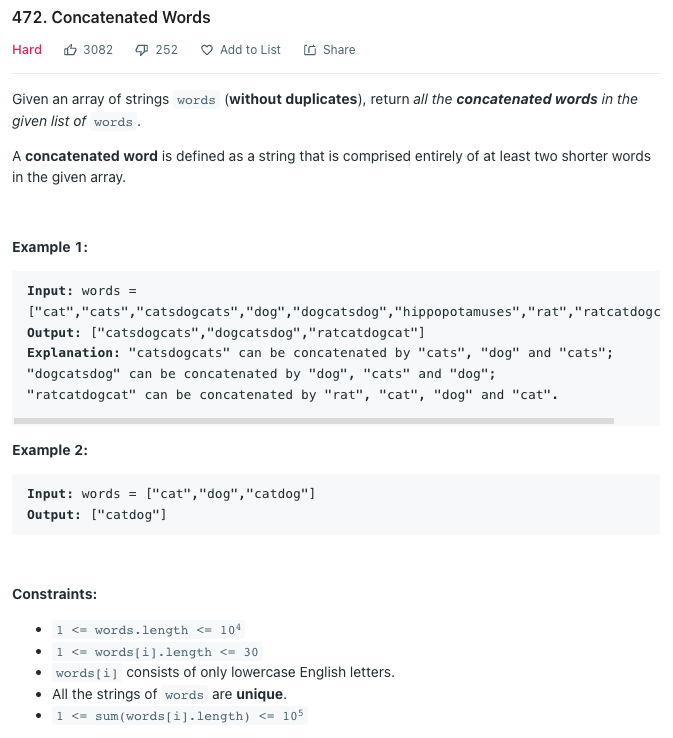 472. Concatenated Words
Hard 3082 252 Add to List Share
Given an array of strings words (without duplicates), return all the concatenated words in the
given list of words.
A concatenated word is defined as a string that is comprised entirely of at least two shorter words
in the given array.
Example 1:
Input: words =
["cat","cats","catsdogcats","dog","dogcatsdog","hippopotamuses","rat","ratcatdogc
Output: ["catsdogcats","dogcatsdog","ratcatdogcat"]
Explanation: "catsdogcats" can be concatenated by "cats", "dog" and "cats";
"dogcatsdog" can be concatenated by "dog", "cats" and "dog";
"ratcatdogcat" can be concatenated by "rat", "cat", "dog" and "cat".
Example 2:
Input: words = ["cat","dog","catdog"]
Output: ["catdog"]
Constraints:
• 1 <= words.length <= 10⁴
• 1 <= words[i].length <= 30
• words[i] consists of only lowercase English letters.
• All the strings of words are unique.
• 1 <= sum(words[i].length) <= 10⁵